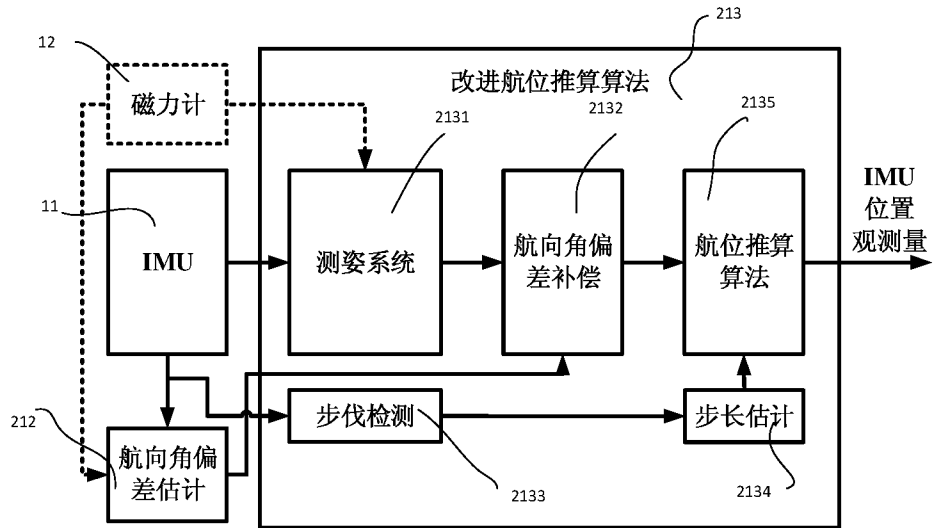 213
12
改进航位推算算法
磁力计
2131
2132
2135
11
IMU
测姿系统
航向角偏
差补偿
航位推算
算法
IMU
位置
观测量
212
航向角偏
差估计
步伐检测
步长估计
2133
2134